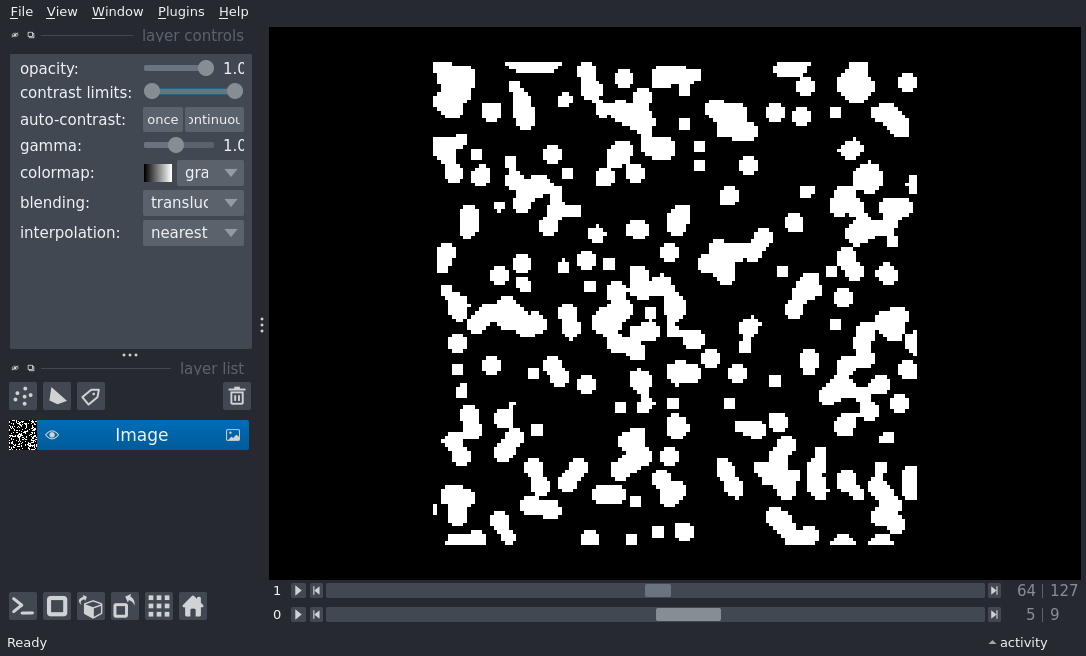 File View Window Plugins Help
layer controls
opacity: 1.0
contrast limits:
auto-contrast: once ontinuou
gamma: 1.0
colormap: gra
blending: transluc
interpolation: nearest
layer list
Image
1 64 | 127
0 5 | 9
Ready activity